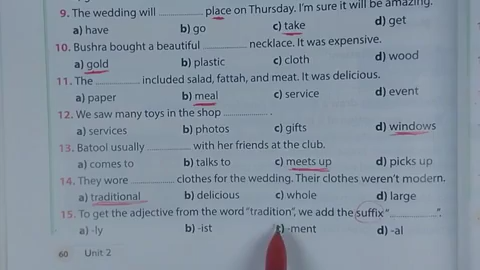 9. The wedding will ............ place on Thursday. I'm sure it will be amazing.
a) have b) go c) take d) get
10. Bushra bought a beautiful ............ necklace. It was expensive.
a) gold b) plastic c) cloth d) wood
11. The ............ included salad, fattah, and meat. It was delicious.
a) paper b) meal c) service d) event
12. We saw many toys in the shop ............ .
a) services b) photos c) gifts d) windows
13. Batool usually ............ with her friends at the club.
a) comes to b) talks to c) meets up d) picks up
14. They wore ............ clothes for the wedding. Their clothes weren't modern.
a) traditional b) delicious c) whole d) large
15. To get the adjective from the word "tradition", we add the suffix "............".
a) -ly b) -ist c) -ment d) -al
60 Unit 2